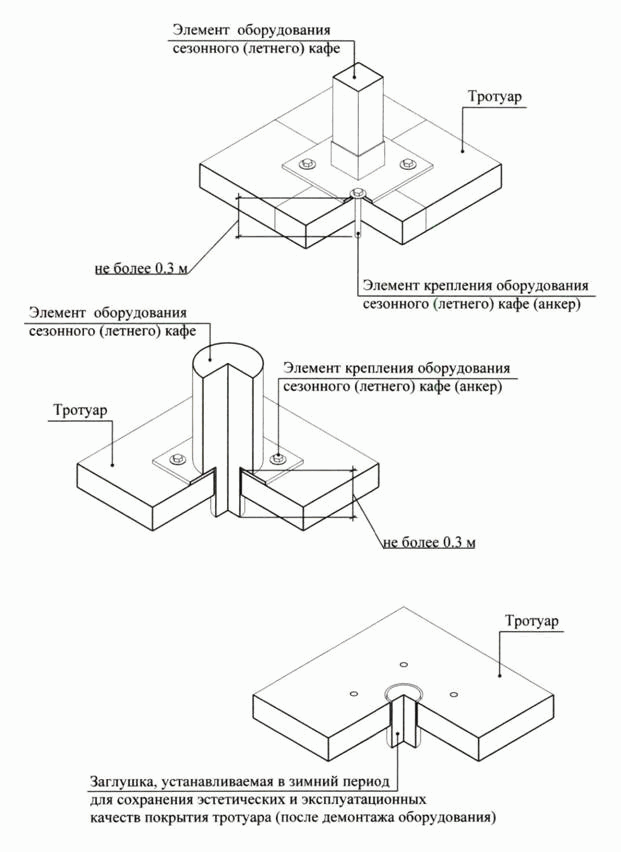 Элемент оборудования
сезонного (летнего) кафе
Тротуар
не более 0.3 м
Элемент крепления оборудования
сезонного (летнего) кафе (анкер)
Элемент оборудования
сезонного (летнего) кафе
Элемент крепления оборудования
сезонного (летнего) кафе (анкер)
Тротуар
не более 0.3 м
Тротуар
Заглушка, устанавливаемая в зимний период
для сохранения эстетических и эксплуатационных
качеств покрытия тротуара (после демонтажа оборудования)